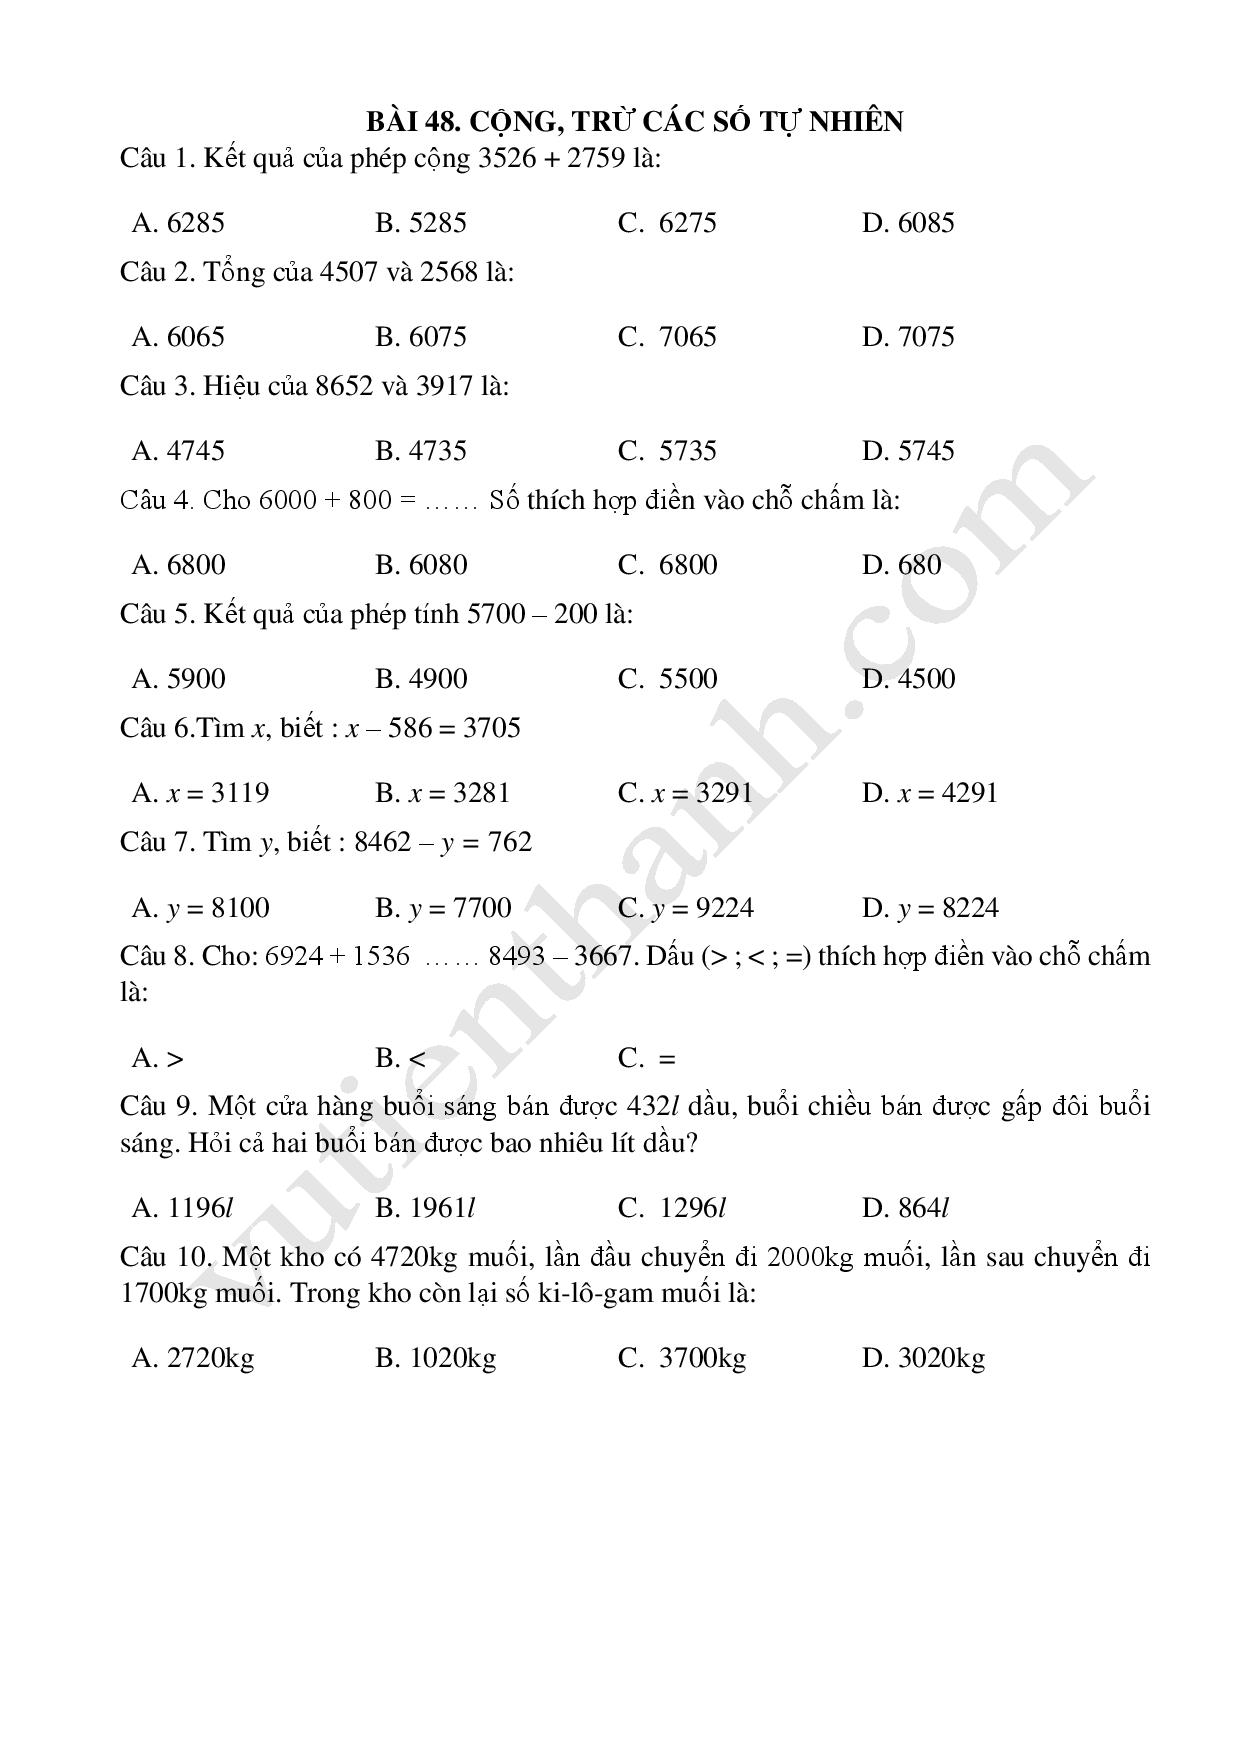 BÀI 48. CỘNG, TRỪ CÁC SỐ TỰ NHIÊN
Câu 1. Kết quả của phép cộng 3526 + 2759 là:
A. 6285 B. 5285 C. 6275 D. 6085
Câu 2. Tổng của 4507 và 2568 là:
A. 6065 B. 6075 C. 7065 D. 7075
Câu 3. Hiệu của 8652 và 3917 là:
A. 4745 B. 4735 C. 5735 D. 5745
Câu 4. Cho 6000 + 800 = …… Số thích hợp điền vào chỗ chấm là:
A. 6800 B. 6080 C. 6800 D. 680
Câu 5. Kết quả của phép tính 5700 – 200 là:
A. 5900 B. 4900 C. 5500 D. 4500
Câu 6.Tìm x, biết : x – 586 = 3705
A. x = 3119 B. x = 3281 C. x = 3291 D. x = 4291
Câu 7. Tìm y, biết : 8462 – y = 762
A. y = 8100 B. y = 7700 C. y = 9224 D. y = 8224
Câu 8. Cho: 6924 + 1536 …… 8493 – 3667. Dấu (> ; < ; =) thích hợp điền vào chỗ chấm
là:
A. > B. < C. =
Câu 9. Một cửa hàng buổi sáng bán được 432l dầu, buổi chiều bán được gấp đôi buổi
sáng. Hỏi cả hai buổi bán được bao nhiêu lít dầu?
A. 1196l B. 1961l C. 1296l D. 864l
Câu 10. Một kho có 4720kg muối, lần đầu chuyển đi 2000kg muối, lần sau chuyển đi
1700kg muối. Trong kho còn lại số ki-lô-gam muối là:
A. 2720kg B. 1020kg C. 3700kg D. 3020kg
vutienthanh.com